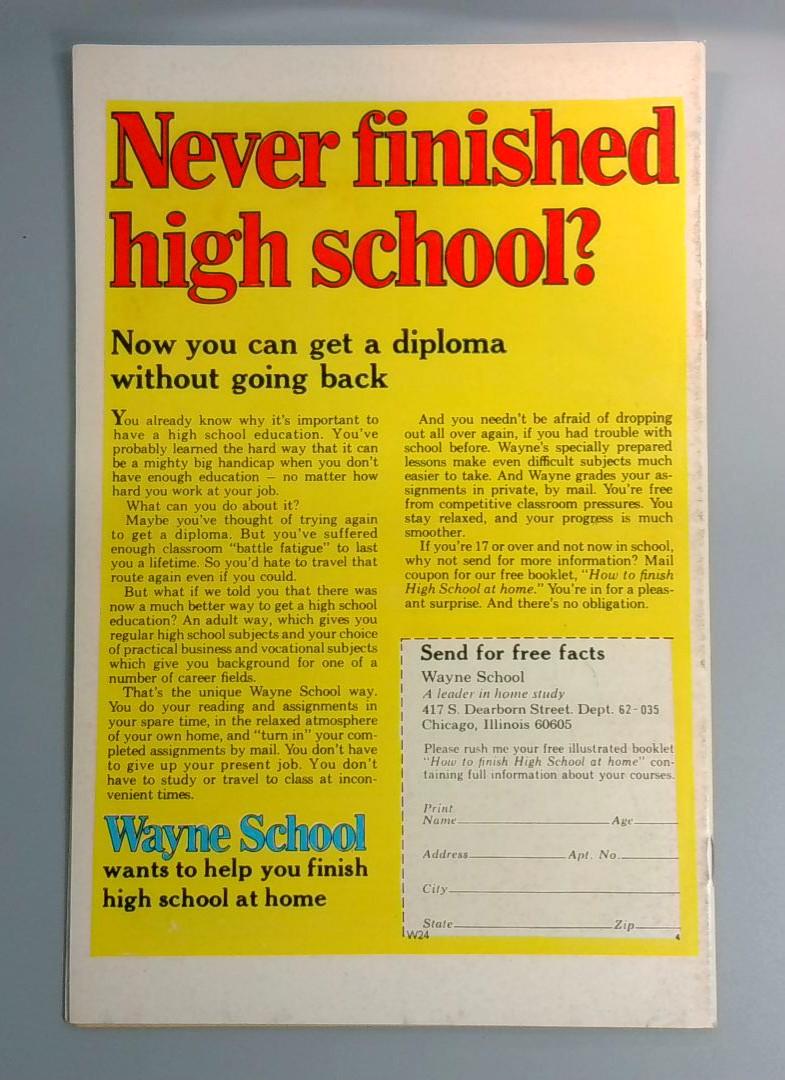 Never finished
high school?
Now you can get a diploma
without going back
You already know why it's important to
have a high school education. You've
probably learned the hard way that it can
be a mighty big handicap when you don't
have enough education — no matter how
hard you work at your job.
What can you do about it?
Maybe you've thought of trying again
to get a diploma. But you've suffered
enough classroom "battle fatigue" to last
you a lifetime. So you'd hate to travel that
route again even if you could.
But what if we told you that there was
now a much better way to get a high school
education? An adult way, which gives you
regular high school subjects and your choice
of practical business and vocational subjects
which give you background for one of a
number of career fields.
That's the unique Wayne School way.
You do your reading and assignments in
your spare time, in the relaxed atmosphere
of your own home, and "turn in" your com-
pleted assignments by mail. You don't have
to give up your present job. You don't
have to study or travel to class at incon-
venient times.
Wayne School
wants to help you finish
high school at home
And you needn't be afraid of dropping
out all over again, if you had trouble with
school before. Wayne's specially prepared
lessons make even difficult subjects much
easier to take. And Wayne grades your as-
signments in private, by mail. You're free
from competitive classroom pressures. You
stay relaxed, and your progress is much
smoother.
If you're 17 or over and not now in school,
why not send for more information? Mail
coupon for our free booklet, "How to finish
High School at home." You're in for a pleas-
ant surprise. And there's no obligation.
Send for free facts
Wayne School
A leader in home study
417 S. Dearborn Street. Dept. 62-035
Chicago, Illinois 60605
Please rush me your free illustrated booklet
"How to finish High School at home" con-
taining full information about your courses.
Print
Name Age
Address Apt. No.
City
State Zip
W24 4